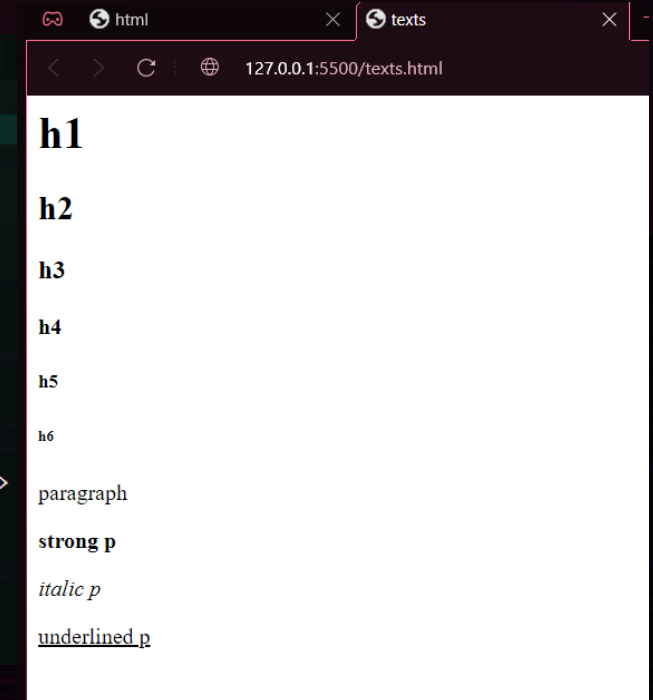 html
texts
127.0.0.1:5500/texts.html
h1
h2
h3
h4
h5
h6
paragraph
strong p
italic p
underlined p